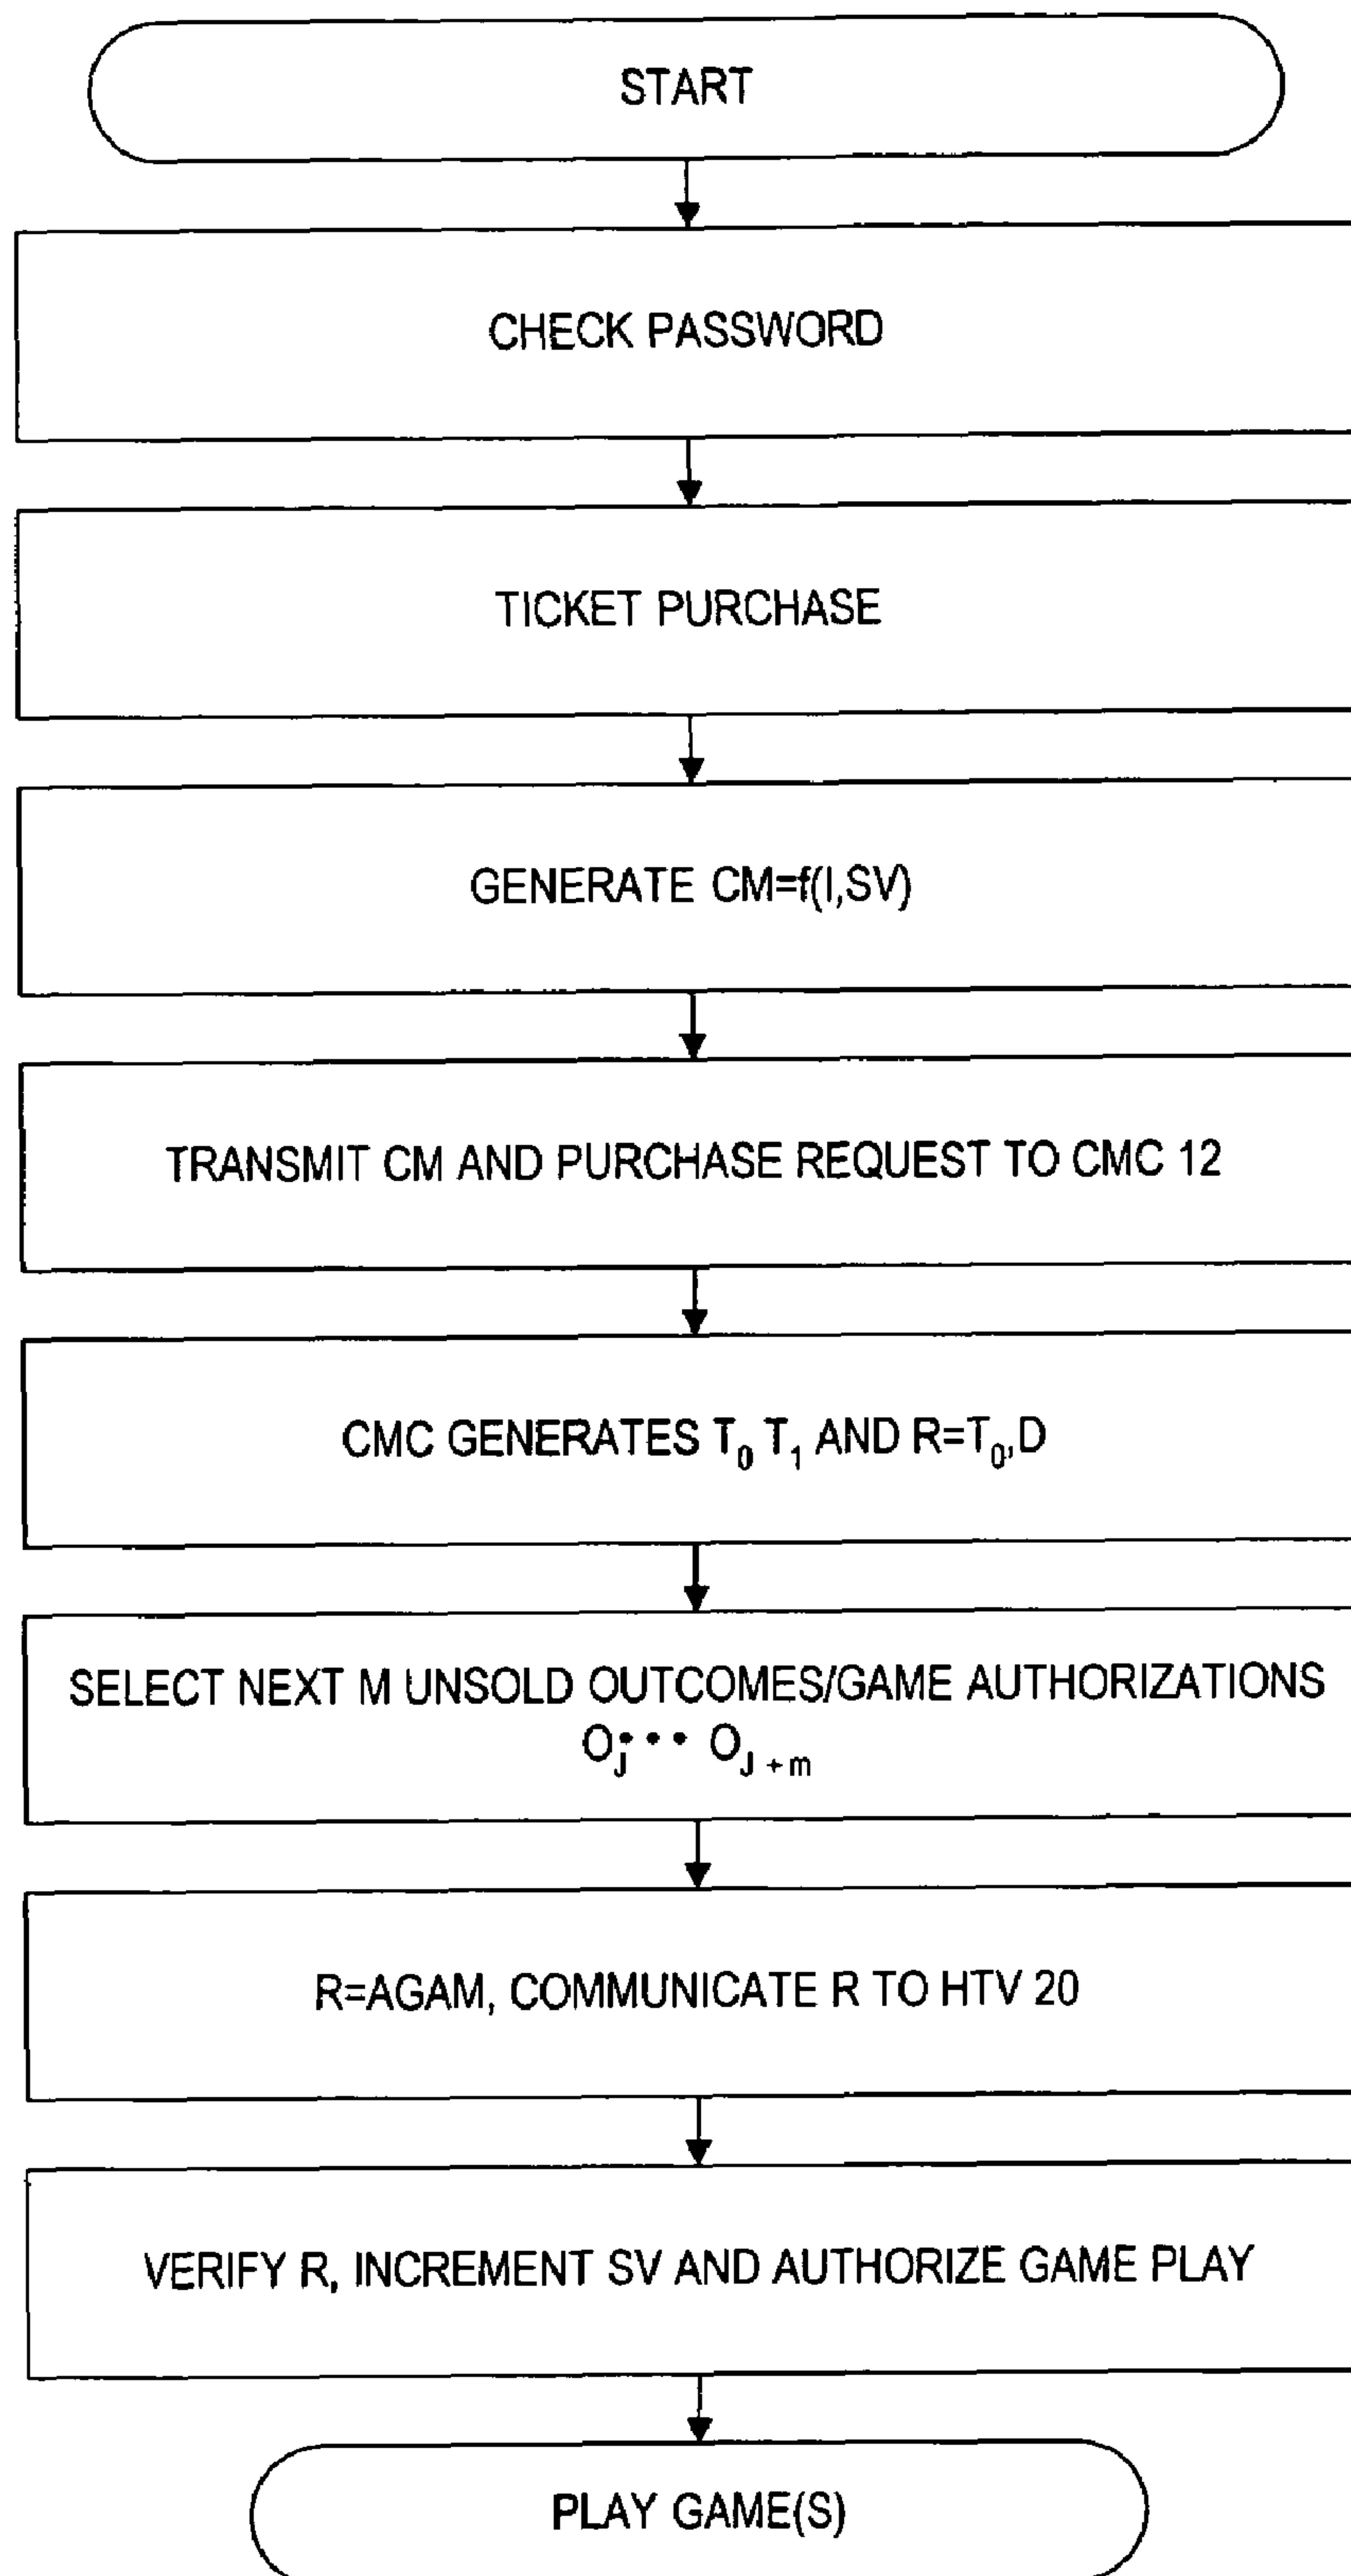 START
CHECK PASSWORD
TICKET PURCHASE
GENERATE CM=f(I,SV)
TRANSMIT CM AND PURCHASE REQUEST TO CMC 12
CMC GENERATES T₀ T₁ AND R=T₀,D
SELECT NEXT M UNSOLD OUTCOMES/GAME AUTHORIZATIONS
O_J••• O_J+m
R=AGAM, COMMUNICATE R TO HTV 20
VERIFY R, INCREMENT SV AND AUTHORIZE GAME PLAY
PLAY GAME(S)